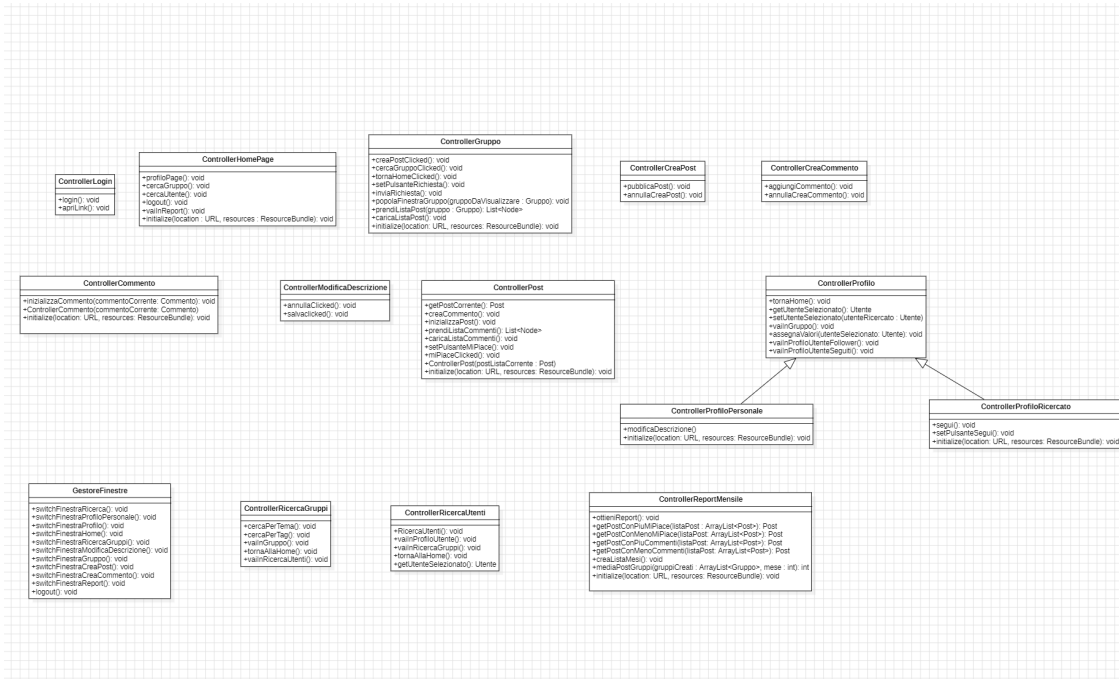 ControllerLogin
+login(): void
+apriLink(): void
ControllerHomePage
+profiloPage(): void
+cercaGruppo(): void
+cercaUtente(): void
+logout(): void
+vaiInReport(): void
+initialize(location : URL, resources : ResourceBundle): void
ControllerGruppo
+creaPostClicked(): void
+cercaGruppoClicked(): void
+tornaHomeClicked(): void
+setPulsanteRichiesta(): void
+inviaRichiesta(): void
+popolaFinestraGruppo(gruppoDaVisualizzare : Gruppo): void
+prendiListaPost(gruppo : Gruppo): List<Node>
+caricaListaPost(): void
+initialize(location: URL, resources: ResourceBundle): void
ControllerCreaPost
+pubblicaPost(): void
+annullaCreaPost(): void
ControllerCreaCommento
+aggiungiCommento(): void
+annullaCreaCommento(): void
ControllerCommento
+inizializzaCommento(commentoCorrente: Commento): void
+ControllerCommento(commentoCorrente: Commento)
+initialize(location: URL, resources: ResourceBundle): void
ControllerModificaDescrizione
+annullaClicked(): void
+salvaclicked(): void
ControllerPost
+getPostCorrente(): Post
+creaCommento(): void
+inizializzaPost(): void
+prendiListaCommenti(): List<Node>
+caricaListaCommenti(): void
+setPulsanteMiPiace(): void
+miPiaceClicked(): void
+ControllerPost(postListaCorrente : Post)
+initialize(location: URL, resources: ResourceBundle): void
ControllerProfilo
+tornaHome(): void
+getUtenteSelezionato(): Utente
+setUtenteSelezionato(utenteRicercato : Utente)
+vaiInGruppo(): void
+assegnaValori(utenteSelezionato: Utente): void
+vaiInProfiloUtenteFollower(): void
+vaiInProfiloUtenteSeguiti(): void
ControllerProfiloPersonale
+modificaDescrizione()
+initialize(location: URL, resources: ResourceBundle): void
ControllerProfiloRicercato
+segui(): void
+setPulsanteSegui(): void
+initialize(location: URL, resources: ResourceBundle): void
GestoreFinestre
+switchFinestraRicerca(): void
+switchFinestraProfiloPersonale(): void
+switchFinestraProfilo(): void
+switchFinestraHome(): void
+switchFinestraRicercaGruppi(): void
+switchFinestraModificaDescrizione(): void
+switchFinestraGruppo(): void
+switchFinestraCreaPost(): void
+switchFinestraCreaCommento(): void
+switchFinestraReport(): void
+logout(): void
ControllerRicercaGruppi
+cercaPerTema(): void
+cercaPerTag(): void
+vaiInGruppo(): void
+tornaAllaHome(): void
+vaiInRicercaUtenti(): void
ControllerRicercaUtenti
+RicercaUtenti(): void
+vaiInProfiloUtente(): void
+vaiInRicercaGruppi(): void
+tornaAllaHome(): void
+getUtenteSelezionato(): Utente
ControllerReportMensile
+ottieniReport(): void
+getPostConPiuMiPiace(listaPost : ArrayList<Post>): Post
+getPostConMenoMiPiace(listaPost: ArrayList<Post>): Post
+getPostConPiuCommenti(listaPost: ArrayList<Post>): Post
+getPostConMenoCommenti(listaPost: ArrayList<Post>): Post
+creaListaMesi(): void
+mediaPostGruppi(gruppiCreati : ArrayList<Gruppo>, mese : int): int
+initialize(location: URL, resources: ResourceBundle): void